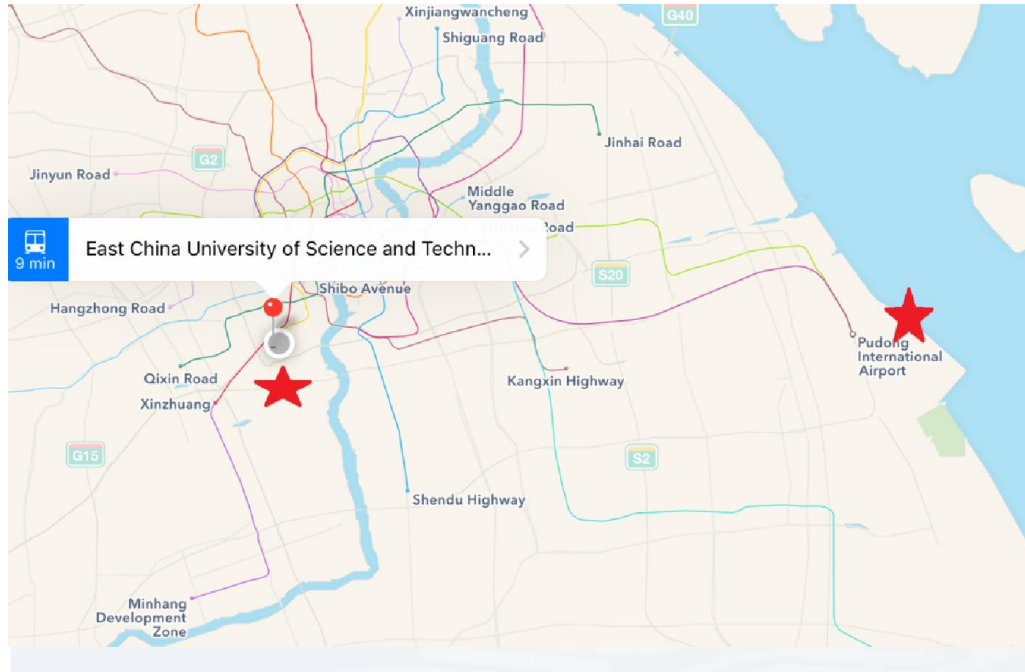 Xinjiangwancheng
G40
Shiguang Road
Jinhai Road
G2
Jinyun Road
Middle
Yanggao Road
Road
9 min
East China University of Science and Techn...
S20
Shibo Avenue
Hangzhong Road
Pudong
International
Airport
Qixin Road
Kangxin Highway
Xinzhuang
G15
S2
Shendu Highway
Minhang
Development
Zone